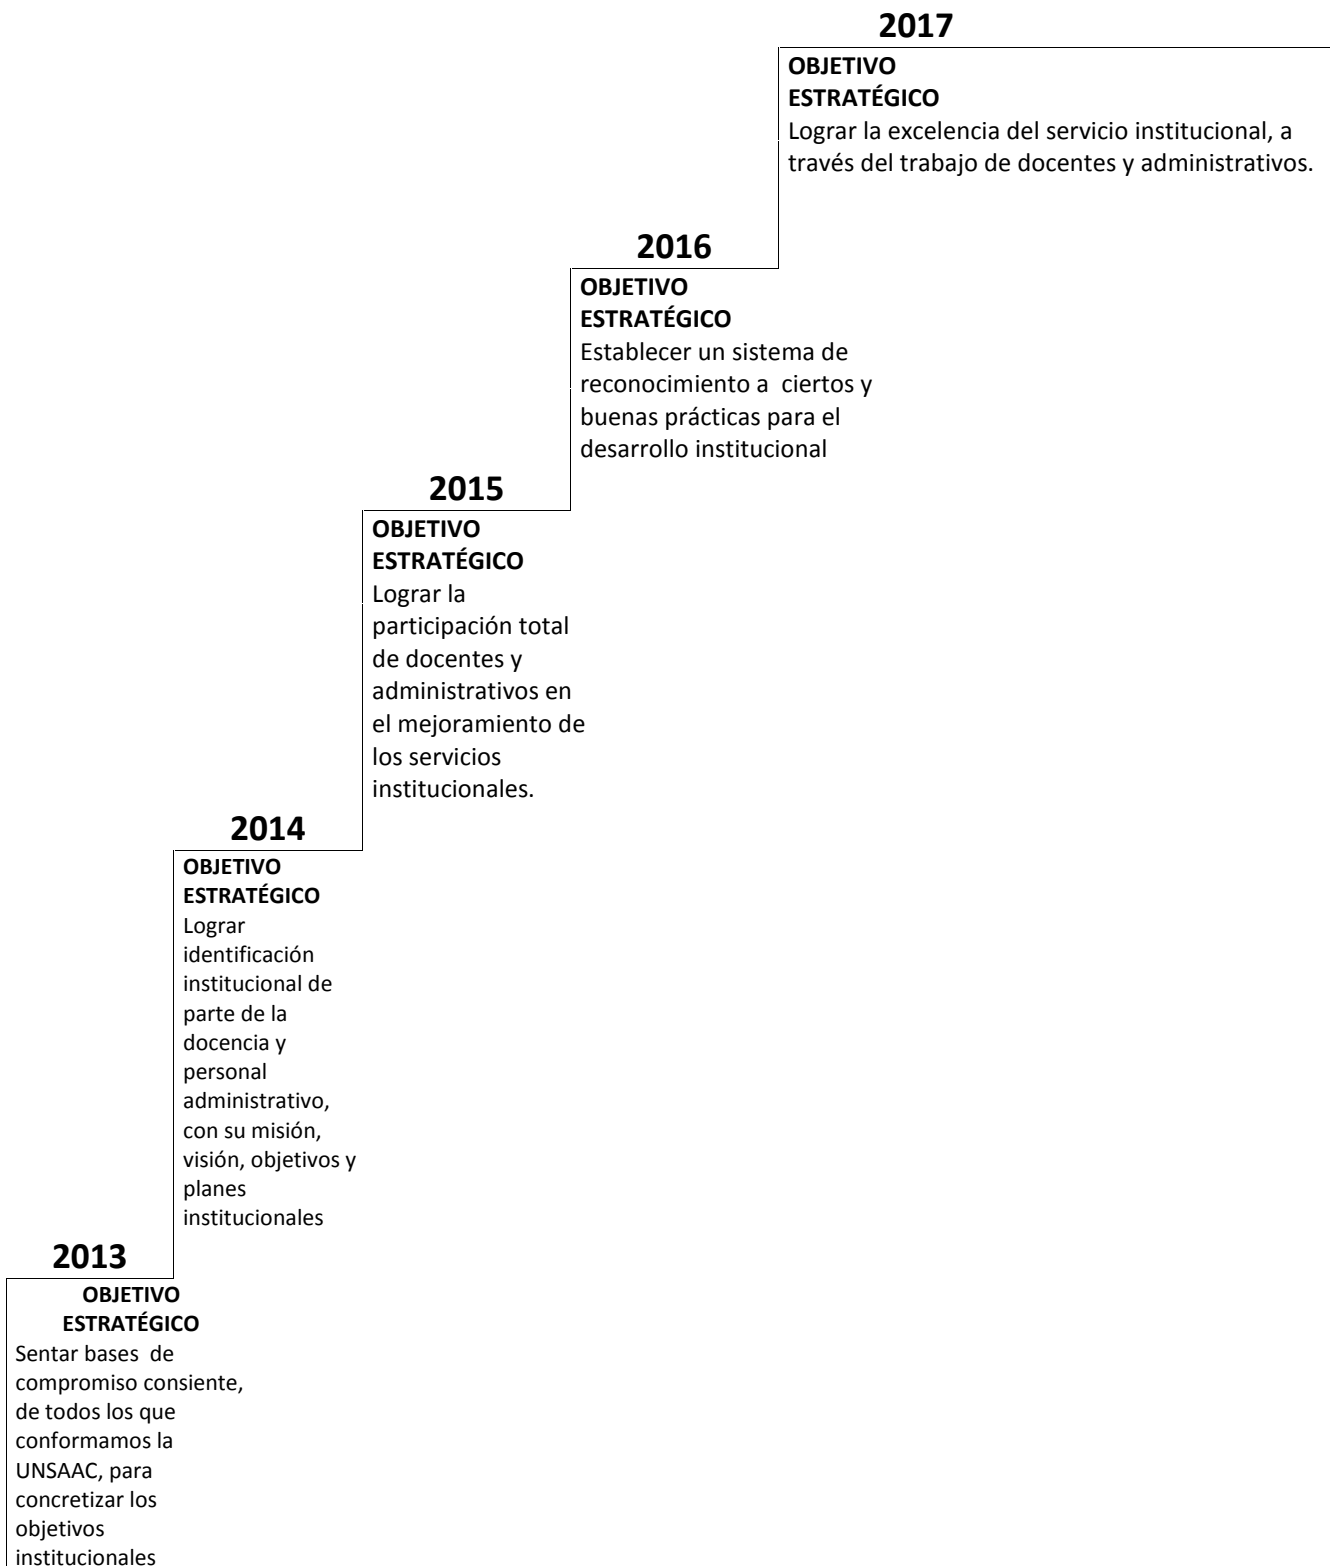 2017
OBJETIVO
ESTRATÉGICO
Lograr la excelencia del servicio institucional, a
través del trabajo de docentes y administrativos.
2016
OBJETIVO
ESTRATÉGICO
Establecer un sistema de
reconocimiento a  ciertos y
buenas prácticas para el
desarrollo institucional
2015
OBJETIVO
ESTRATÉGICO
Lograr la
participación total
de docentes y
administrativos en
el mejoramiento de
los servicios
institucionales.
2014
OBJETIVO
ESTRATÉGICO
Lograr
identificación
institucional de
parte de la
docencia y
personal
administrativo,
con su misión,
visión, objetivos y
planes
institucionales
2013
OBJETIVO
ESTRATÉGICO
Sentar bases  de
compromiso consiente,
de todos los que
conformamos la
UNSAAC, para
concretizar los
objetivos
institucionales